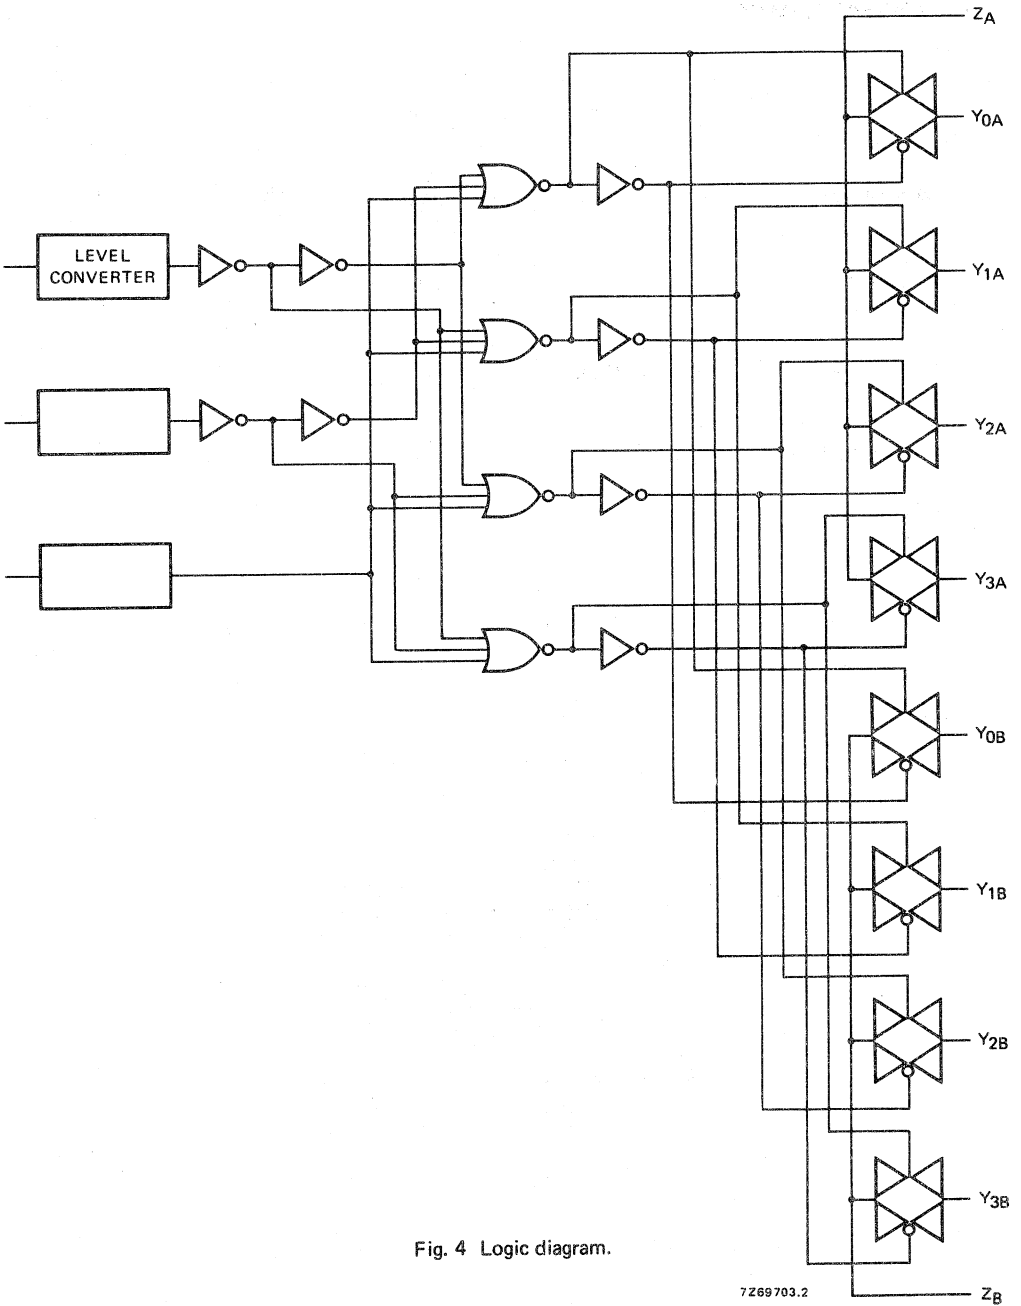 ZA
Y0A
LEVEL
CONVERTER
Y1A
Y2A
Y3A
Y0B
Y1B
Y2B
Y3B
Fig. 4 Logic diagram.
7Z69703.2
ZB